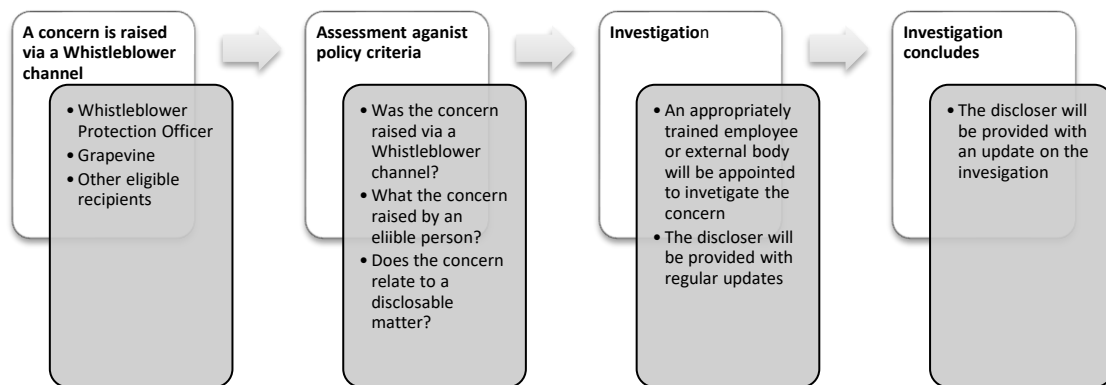 A concern is raised
via a Whistleblower
channel
• Whistleblower
Protection Officer
• Grapevine
• Other eligible
recipients
Assessment aganist
policy criteria
• Was the concern
raised via a
Whistleblower
channel?
• What the concern
raised by an
eliible person?
• Does the concern
relate to a
disclosable
matter?
Investigation
• An appropriately
trained employee
or external body
will be appointed
to invetigate the
concern
• The discloser will
be provided with
regular updates
Investigation
concludes
• The discloser will
be provided with
an update on the
invesigation